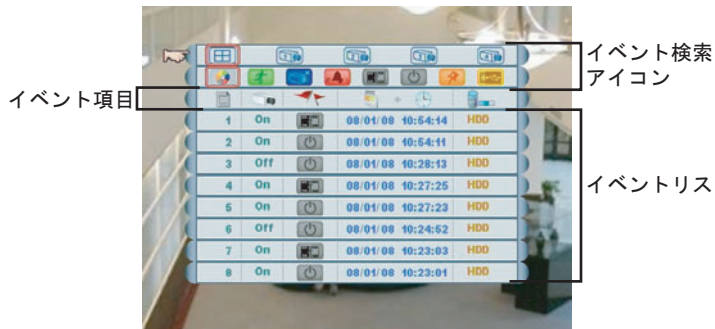 イベント検索
アイコン
イベント項目
イベントリス
1 On 08/01/08 10:54:14 HDD
2 On 08/01/08 10:54:11 HDD
3 Off 08/01/08 10:28:13 HDD
4 On 08/01/08 10:27:25 HDD
5 On 08/01/08 10:27:23 HDD
6 Off 08/01/08 10:24:52 HDD
7 On 08/01/08 10:23:03 HDD
8 On 08/01/08 10:23:01 HDD